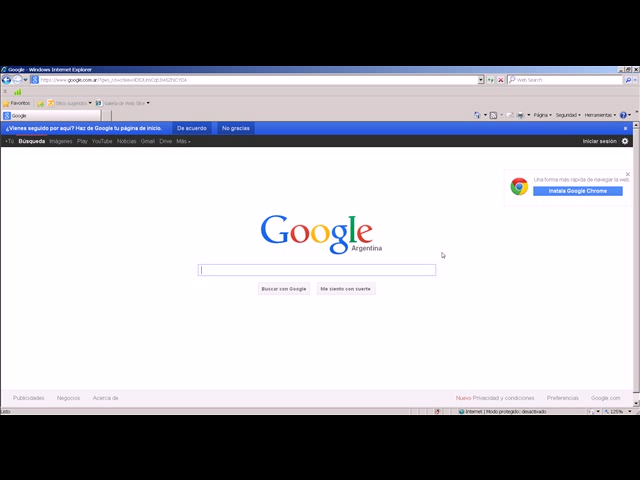 Google - Windows Internet Explorer
Web Search
Favoritos Sitios sugeridos Galería de Web Slice
Google
Página Seguridad Herramientas
¿Vienes seguido por aquí? Haz de Google tu página de inicio. De acuerdo No gracias
+Tú Búsqueda Imágenes Play YouTube Noticias Gmail Drive Más Iniciar sesión
Una forma más rápida de navegar la web
Instala Google Chrome
Google
Argentina
Buscar con Google Me siento con suerte
Publicidades Negocios Acerca de Nuevo Privacidad y condiciones Preferencias Google.com
Listo Internet | Modo protegido: desactivado 125%